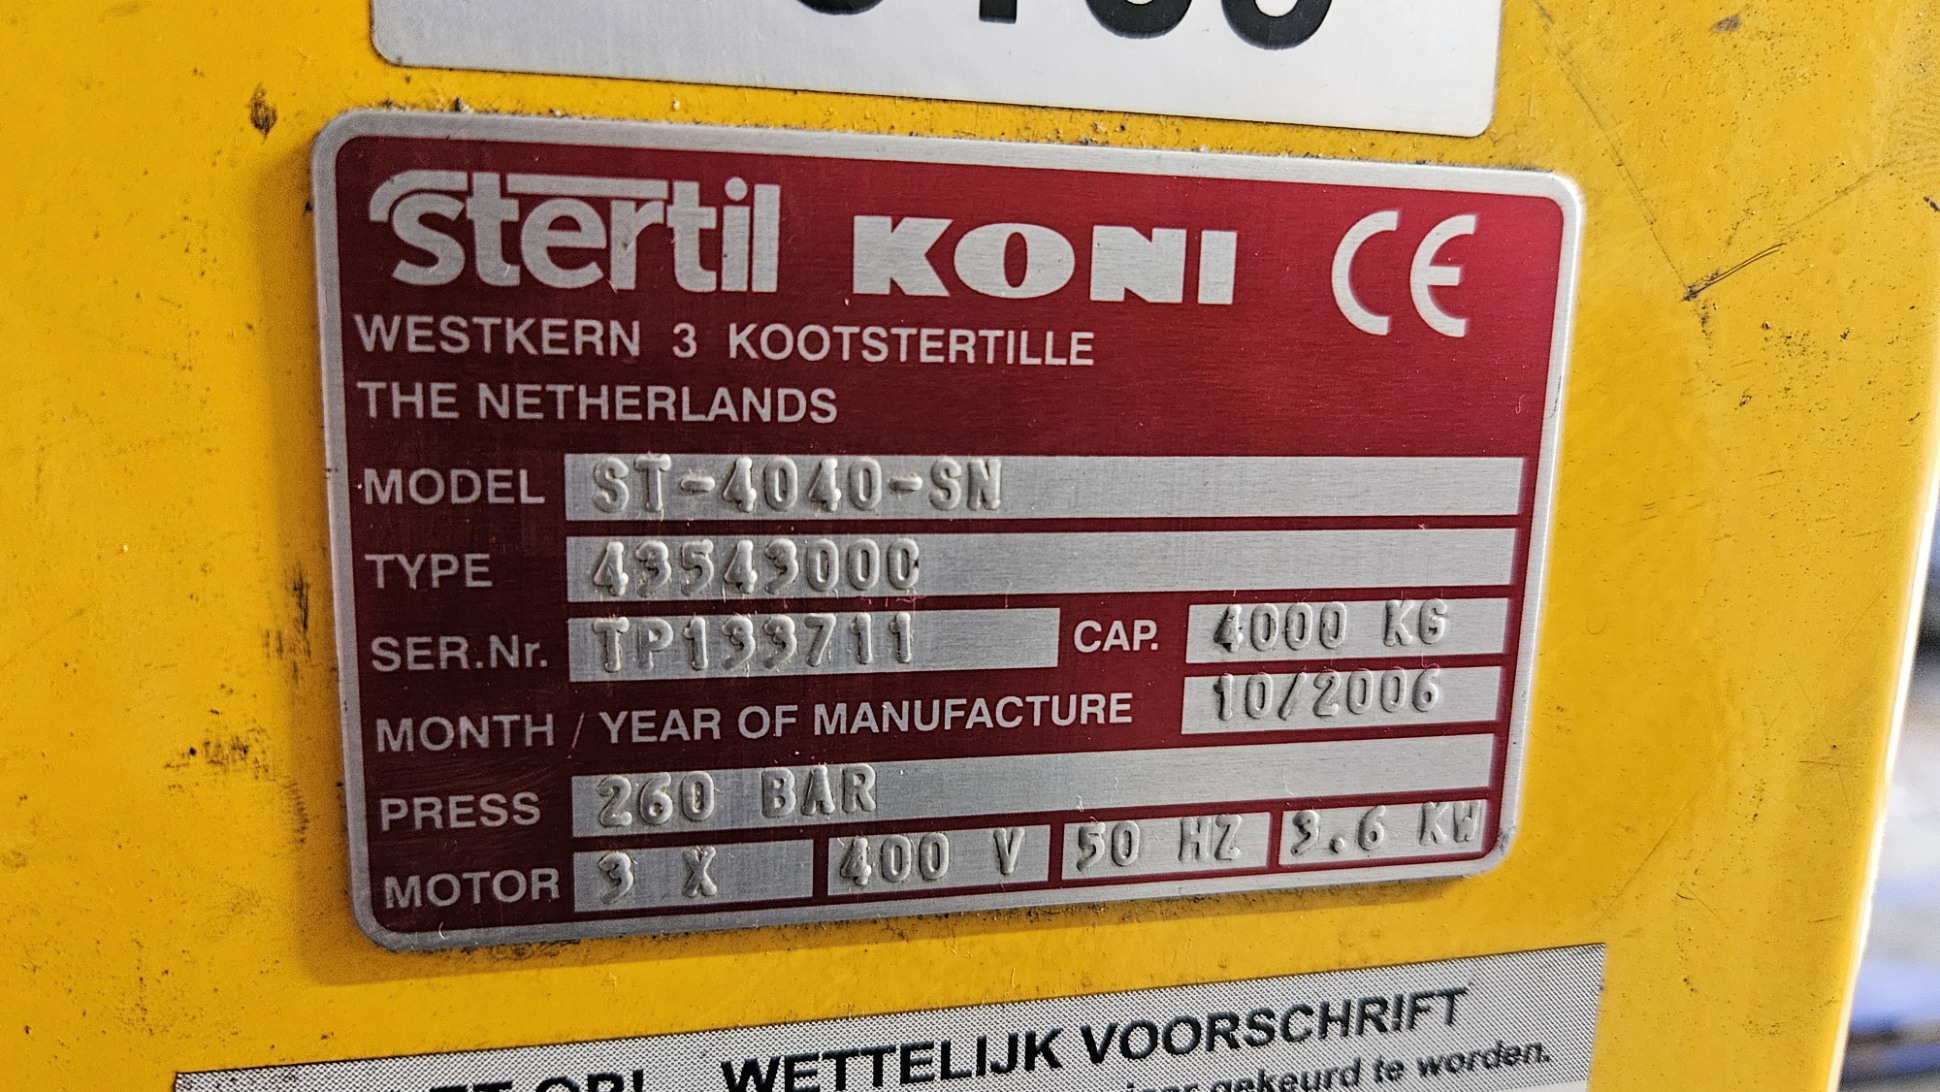 stertil KONI CE
WESTKERN 3 KOOTSTERTILLE
THE NETHERLANDS
MODEL ST-4040-SN
TYPE 43543000
SER.Nr. TP133711 CAP. 4000 KG
MONTH / YEAR OF MANUFACTURE 10/2006
PRESS 260 BAR
MOTOR 3 X 400 V 50 HZ 3.6 KW
OP! WETTELIJK VOORSCHRIFT
gekeurd te worden.